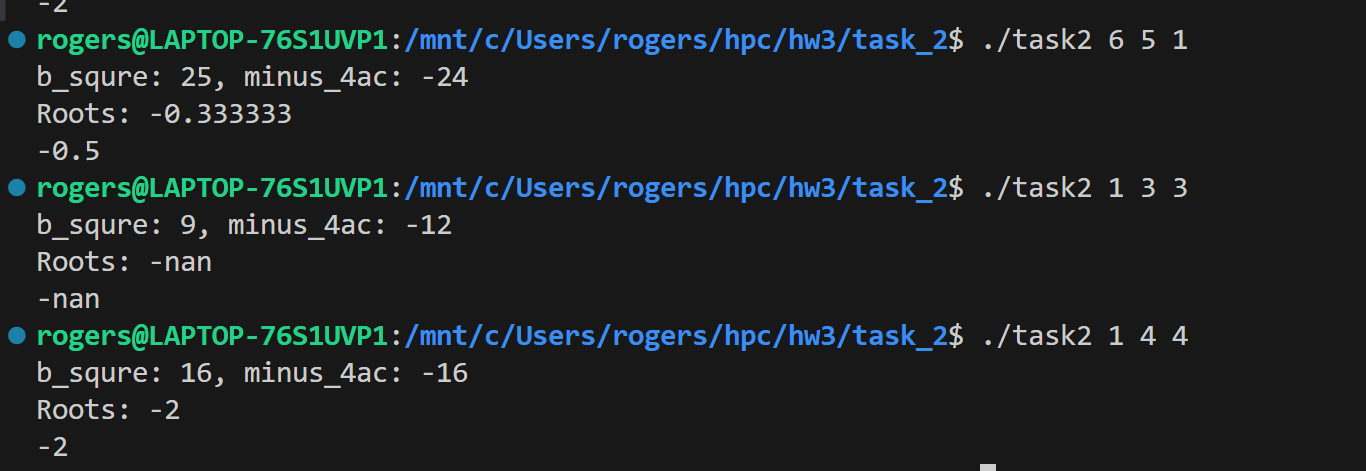 -2
rogers@LAPTOP-76S1UVP1:/mnt/c/Users/rogers/hpc/hw3/task_2$ ./task2 6 5 1
b_squre: 25, minus_4ac: -24
Roots: -0.333333
-0.5
rogers@LAPTOP-76S1UVP1:/mnt/c/Users/rogers/hpc/hw3/task_2$ ./task2 1 3 3
b_squre: 9, minus_4ac: -12
Roots: -nan
-nan
rogers@LAPTOP-76S1UVP1:/mnt/c/Users/rogers/hpc/hw3/task_2$ ./task2 1 4 4
b_squre: 16, minus_4ac: -16
Roots: -2
-2